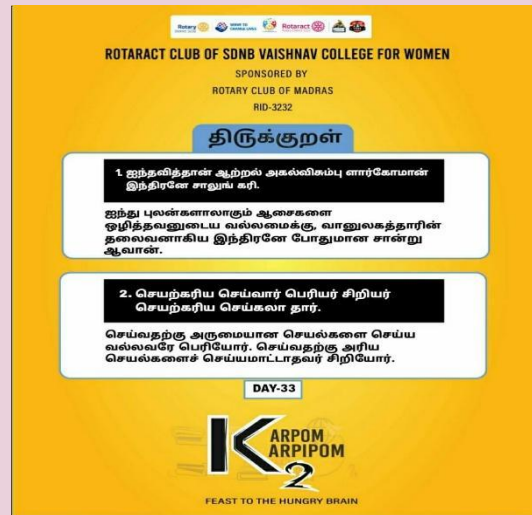 Rotary
Rotaract
ROTARACT CLUB OF SDNB VAISHNAV COLLEGE FOR WOMEN
SPONSORED BY
ROTARY CLUB OF MADRAS
RID-3232
திருக்குறள்
1. ஐந்தவித்தான் ஆற்றல் அகல்விசும்பு ளார்கோமான்
இந்திரனே சாலுங் கரி.
ஐந்து புலன்களாலாகும் ஆசைகளை
ஒழித்தவனுடைய வல்லமைக்கு, வானுலகத்தாரின்
தலைவனாகிய இந்திரனே போதுமான சான்று
ஆவான்.
2. செயற்கரிய செய்வார் பெரியர் சிறியர்
செயற்கரிய செய்கலா தார்.
செய்வதற்கு அருமையான செயல்களை செய்ய
வல்லவரே பெரியோர். செய்வதற்கு அரிய
செயல்களைச் செய்யமாட்டாதவர் சிறியோர்.
DAY-33
K ARPOM
ARPIPOM
2
FEAST TO THE HUNGRY BRAIN